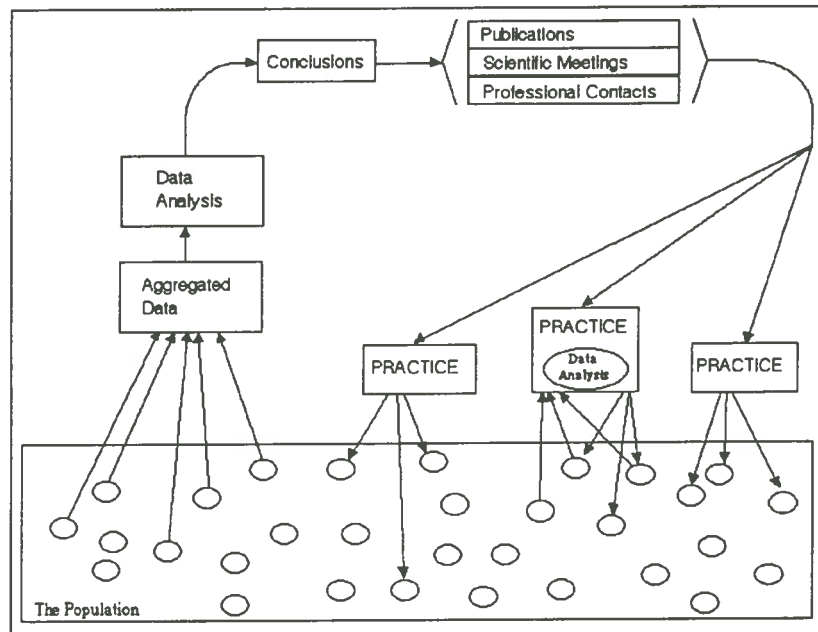 Publications
Scientific Meetings
Professional Contacts
Conclusions
Data
Analysis
Aggregated
Data
PRACTICE
PRACTICE
Data
Analysis
PRACTICE
The Population